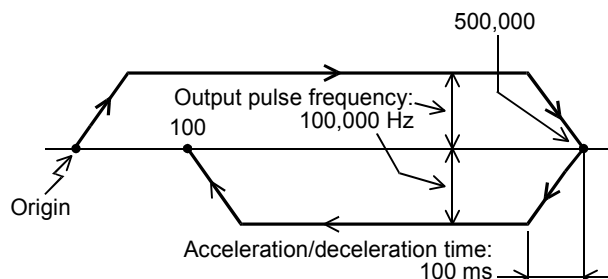 500,000
Output pulse frequency:
100,000 Hz
100
Origin
Acceleration/deceleration time:
100 ms